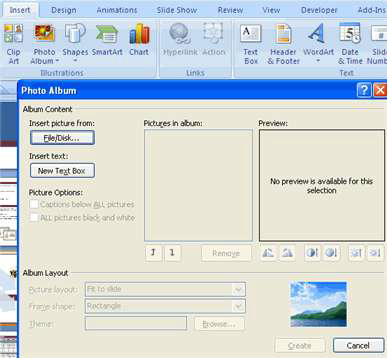 Insert Design Animations Slide Show Review View Developer Add-Ins
Clip Art Photo Album Shapes SmartArt Chart Hyperlink Action Text Box Header & Footer WordArt Date & Time Slide
Illustrations Links Text
Photo Album
Album Content
Insert picture from: Pictures in album: Preview:
File/Disk...
Insert text:
New Text Box
No preview is available for this
selection
Picture Options:
Captions below ALL pictures
ALL pictures black and white
Remove
Album Layout
Picture layout: Fit to slide
Frame shape: Rectangle
Theme: Browse...
Create Cancel